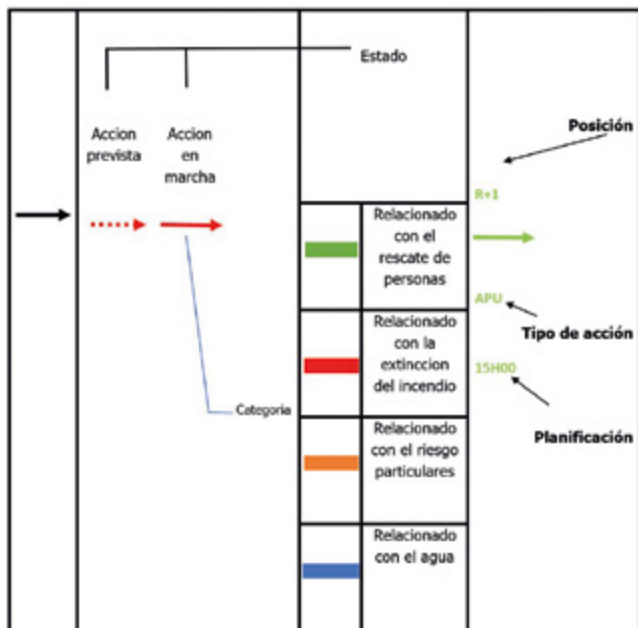 Estado
Accion
prevista
Accion
en
marcha
Categoria
Relacionado
con el
rescate de
personas
Relacionado
con la
extinccion
del incendio
Relacionado
con el riesgo
particulares
Relacionado
con el agua
Posición
R+1
APU
Tipo de acción
15H00
Planificación